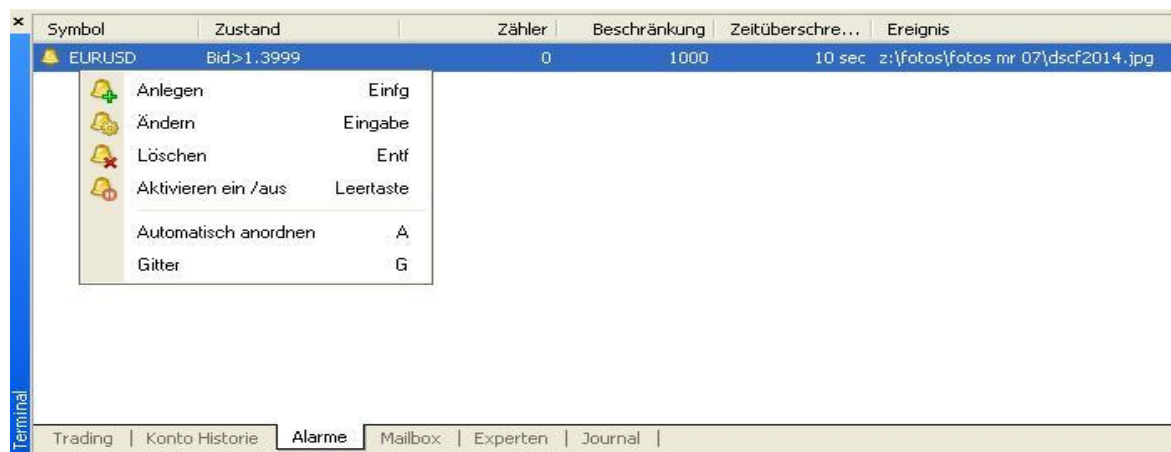 Symbol Zustand Zähler Beschränkung Zeitüberschre... Ereignis
EURUSD Bid>1.3999 0 1000 10 sec z:\fotos\fotos mr 07\dscf2014.jpg
Anlegen Einfg
Ändern Eingabe
Löschen Entf
Aktivieren ein /aus Leertaste
Automatisch anordnen A
Gitter G
Terminal
Trading | Konto Historie Alarme Mailbox | Experten | Journal |